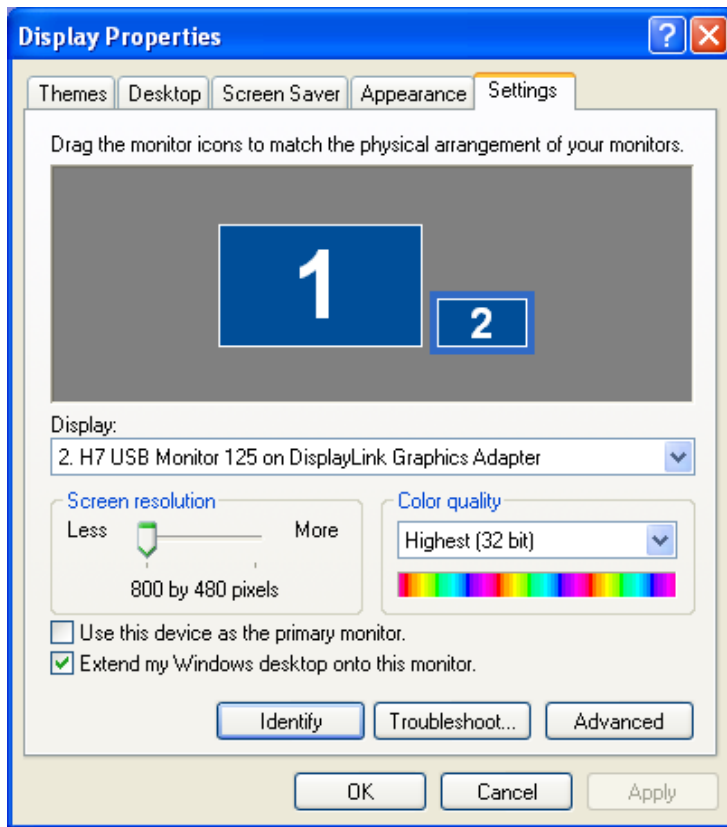 Display Properties
?
Themes Desktop Screen Saver Appearance Settings
Drag the monitor icons to match the physical arrangement of your monitors.
1
2
Display:
2. H7 USB Monitor 125 on DisplayLink Graphics Adapter
Screen resolution
Less More
800 by 480 pixels
Color quality
Highest (32 bit)
Use this device as the primary monitor.
Extend my Windows desktop onto this monitor.
Identify Troubleshoot... Advanced
OK Cancel Apply